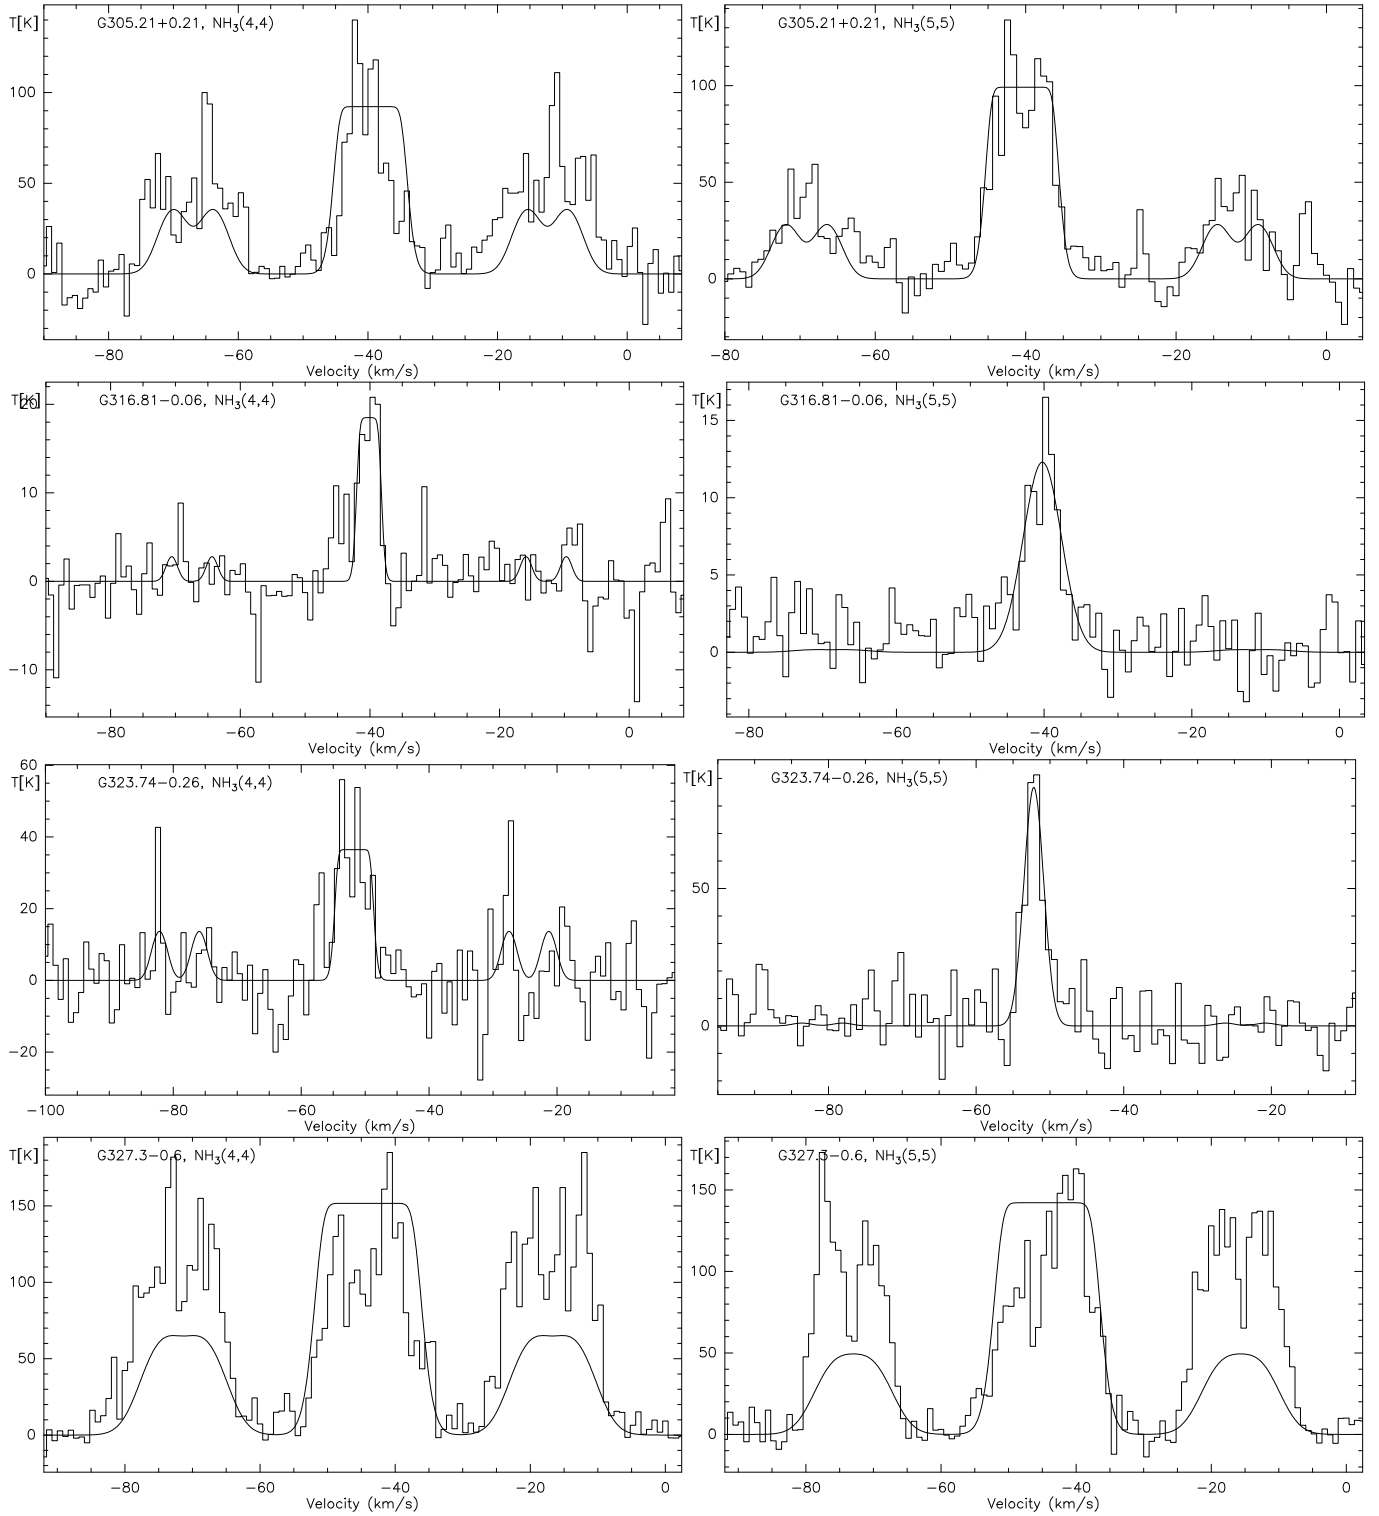 T[K] G305.21+0.21, NH3(4,4)
100
50
0
−80 −60 −40 −20 0
Velocity (km/s)
T[K] G305.21+0.21, NH3(5,5)
100
50
0
−80 −60 −40 −20 0
Velocity (km/s)
T[K] G316.81−0.06, NH3(4,4)
20
10
0
−10
−80 −60 −40 −20 0
Velocity (km/s)
T[K] G316.81−0.06, NH3(5,5)
15
10
5
0
−80 −60 −40 −20 0
Velocity (km/s)
60
T[K] G323.74−0.26, NH3(4,4)
40
20
0
−20
−100 −80 −60 −40 −20
Velocity (km/s)
T[K] G323.74−0.26, NH3(5,5)
50
0
−80 −60 −40 −20
Velocity (km/s)
T[K] G327.3−0.6, NH3(4,4)
150
100
50
0
−80 −60 −40 −20 0
Velocity (km/s)
T[K] G327.3−0.6, NH3(5,5)
150
100
50
0
−80 −60 −40 −20 0
Velocity (km/s)